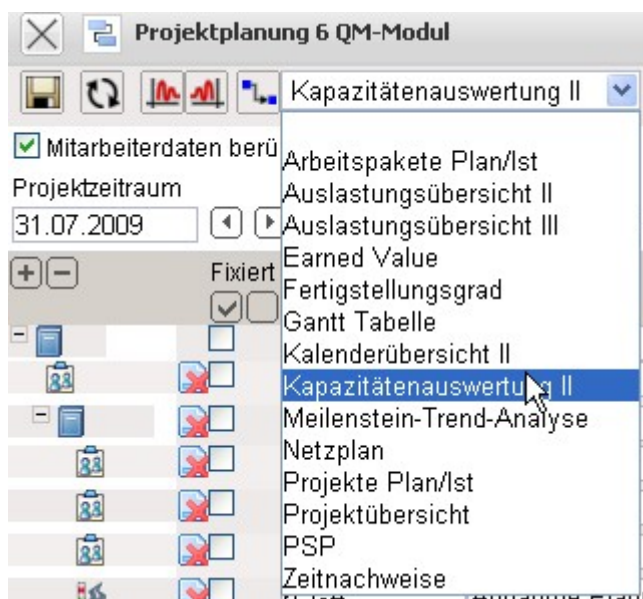 Projektplanung 6 QM-Modul
Kapazitätenauswertung II
Mitarbeiterdaten berü
Projektzeitraum
31.07.2009
Fixiert
Arbeitspakete Plan/Ist
Auslastungsübersicht II
Auslastungsübersicht III
Earned Value
Fertigstellungsgrad
Gantt Tabelle
Kalenderübersicht II
Kapazitätenauswertung II
Meilenstein-Trend-Analyse
Netzplan
Projekte Plan/Ist
Projektübersicht
PSP
Zeitnachweise